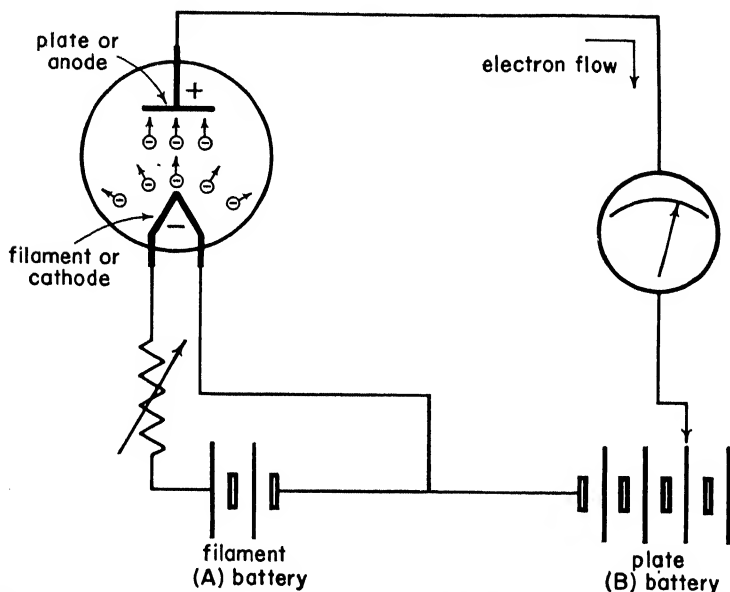 plate or
anode
+
electron flow
filament or
cathode
−
filament
(A) battery
plate
(B) battery